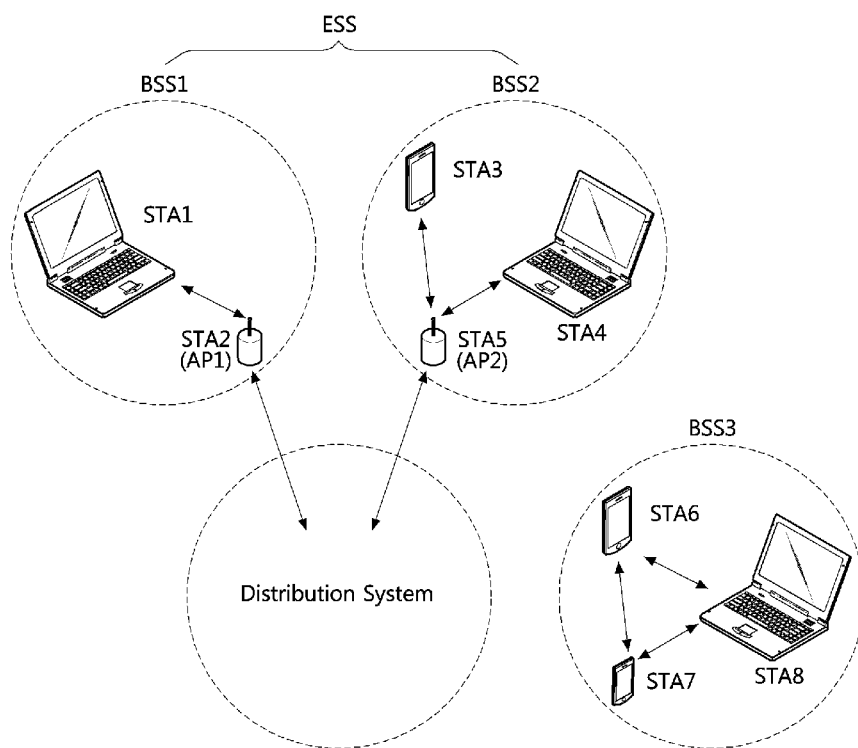 ESS
BSS1
BSS2
STA1
STA2
(AP1)
STA3
STA4
STA5
(AP2)
Distribution System
BSS3
STA6
STA7
STA8